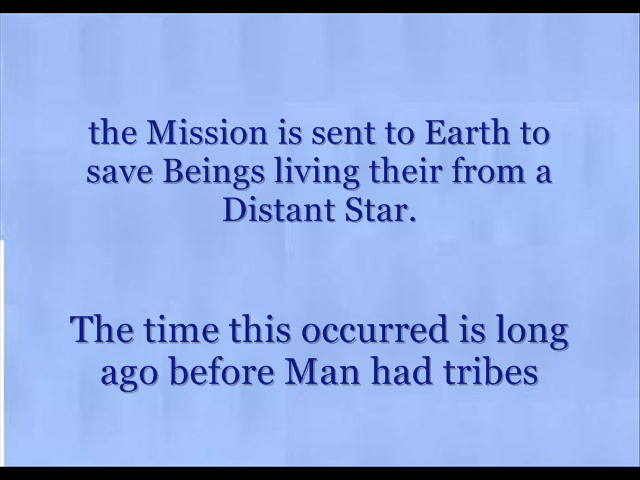 the Mission is sent to Earth to
save Beings living their from a
Distant Star.
The time this occurred is long
ago before Man had tribes